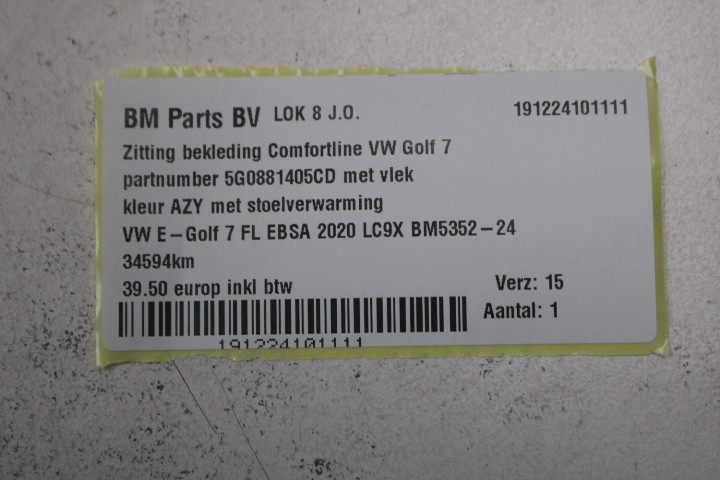 BM Parts BV LOK 8 J.O. 191224101111
Zitting bekleding Comfortline VW Golf 7
partnumber 5G0881405CD met vlek
kleur AZY met stoelverwarming
VW E-Golf 7 FL EBSA 2020 LC9X BM5352-24
34594km
39.50 europ inkl btw Verz: 15
Aantal: 1
191224101111